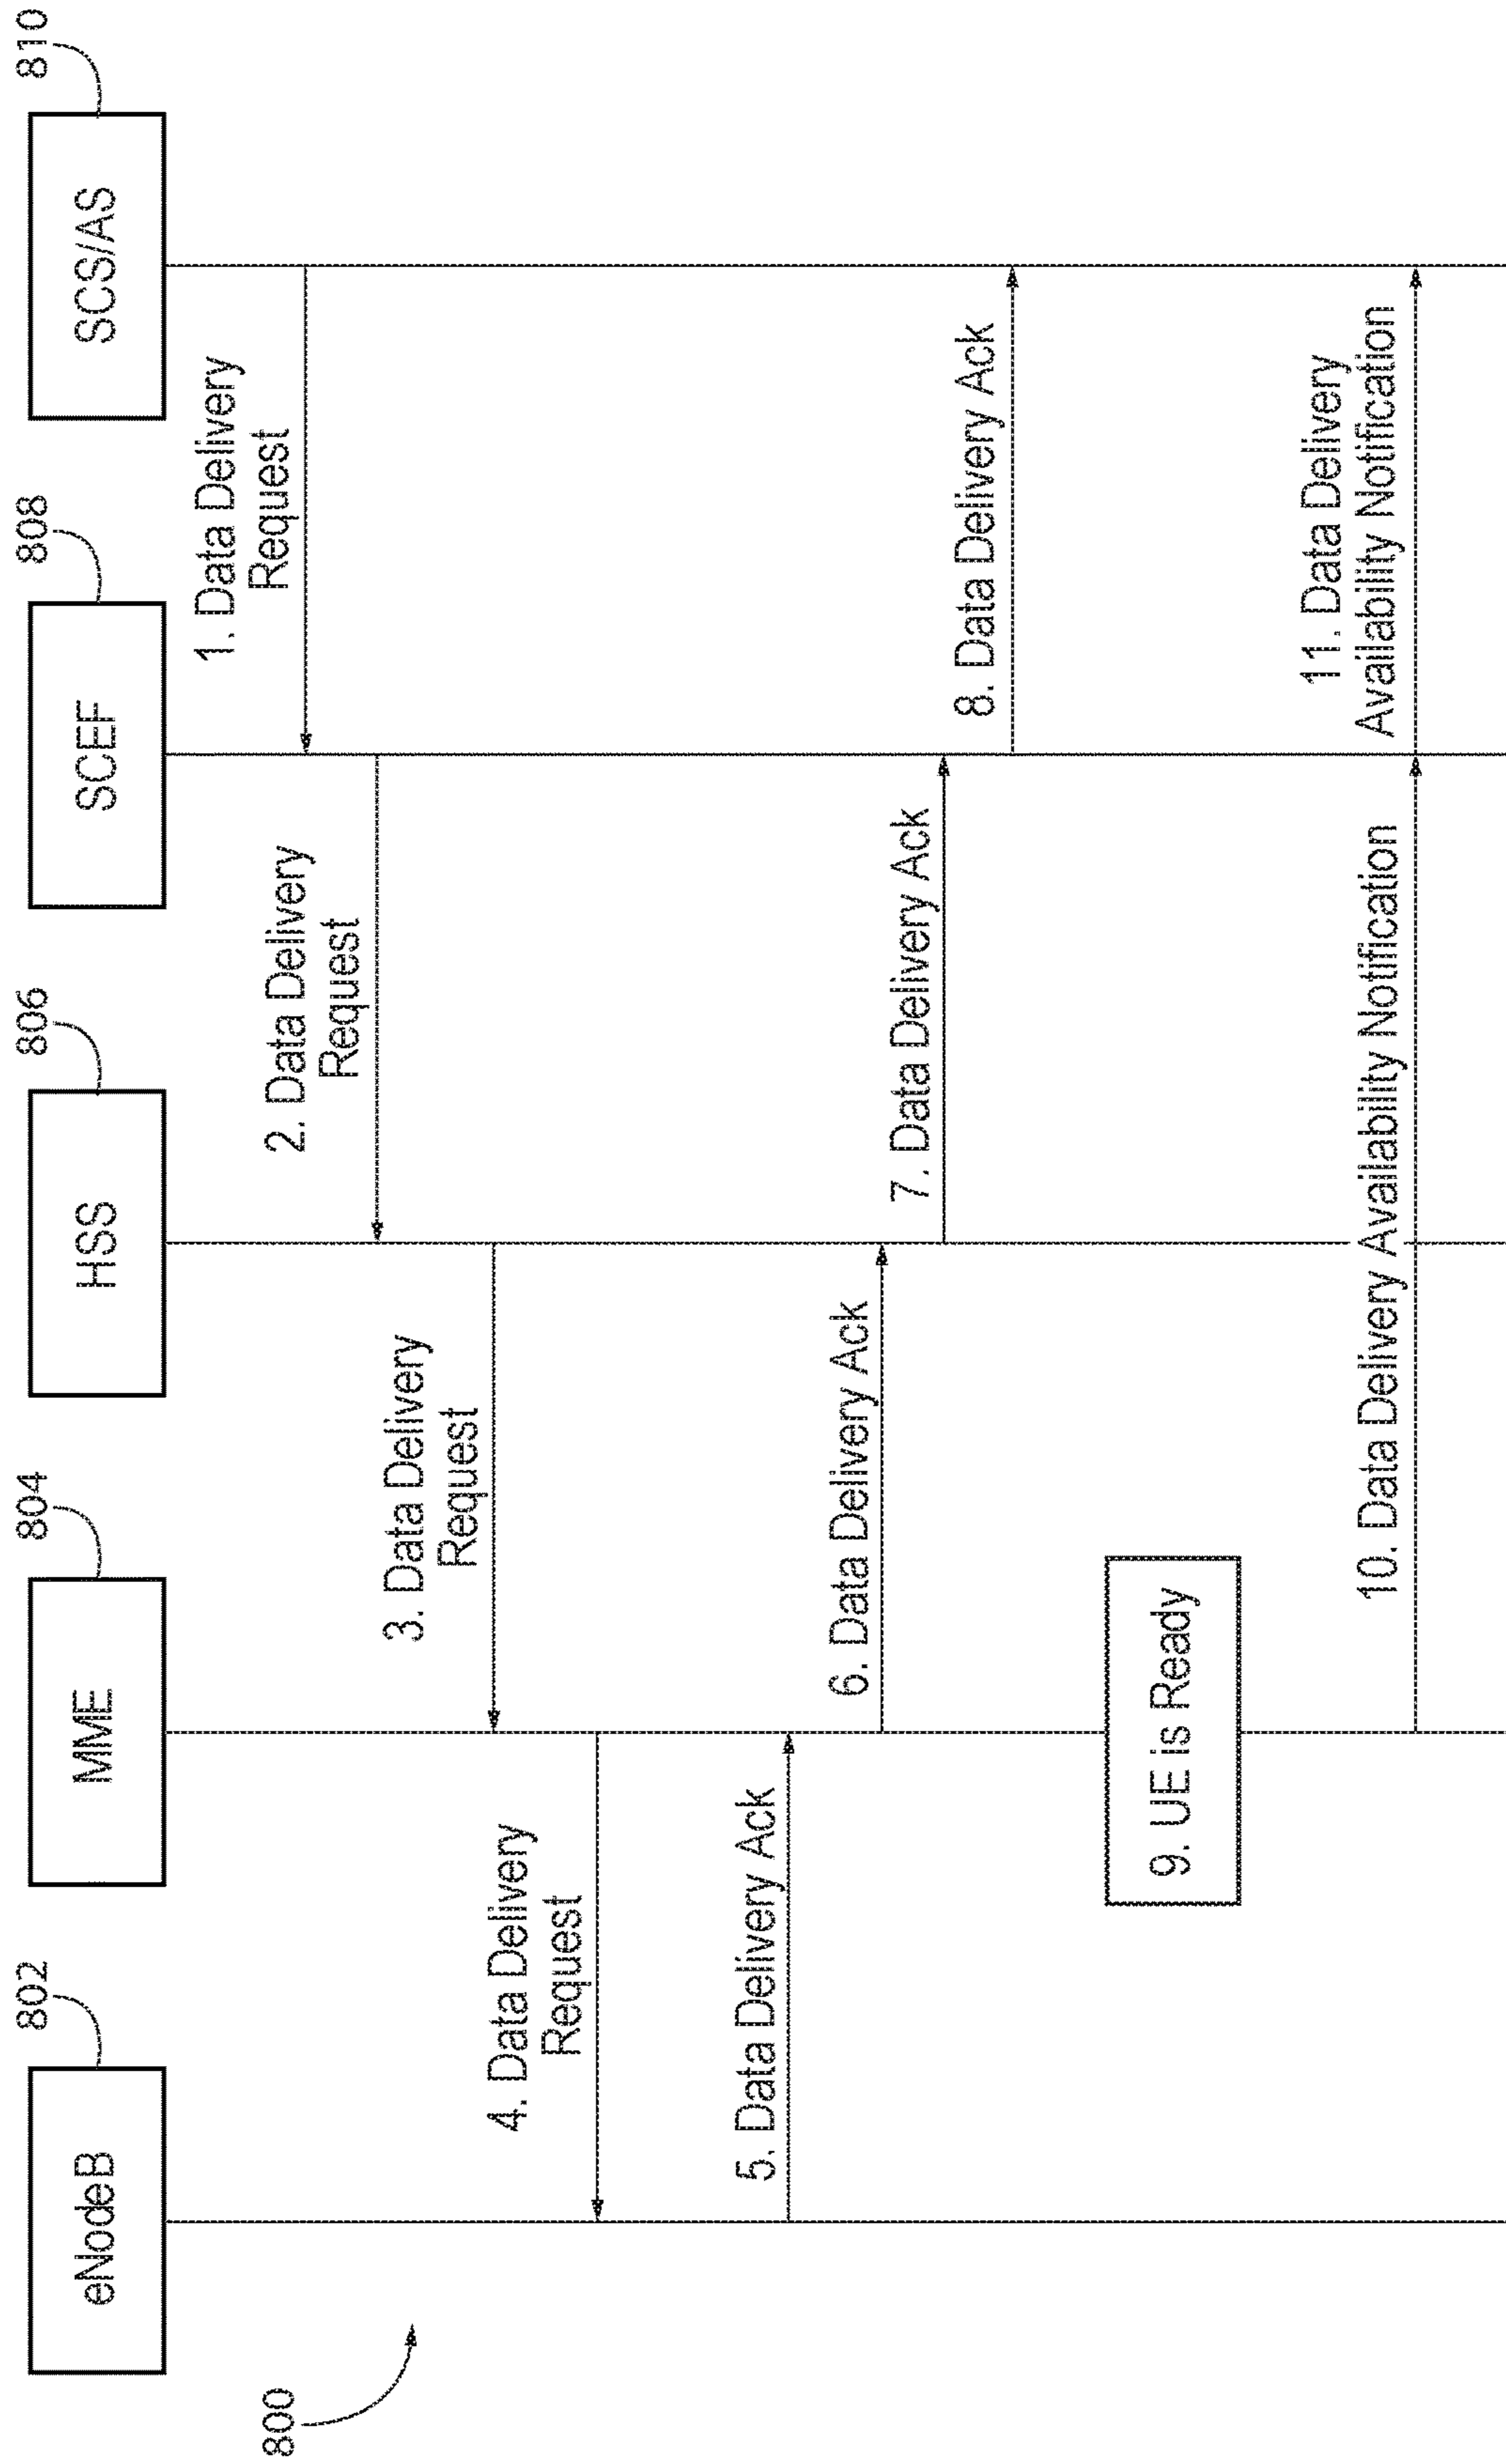 802
804
806
808
810
eNodeB
MME
HSS
SCEF
SCS/AS
800
1. Data Delivery
Request
2. Data Delivery
Request
3. Data Delivery
Request
4. Data Delivery
Request
5. Data Delivery Ack
6. Data Delivery Ack
7. Data Delivery Ack
8. Data Delivery Ack
9. UE is Ready
10. Data Delivery Availability Notification
11. Data Delivery
Availability Notification